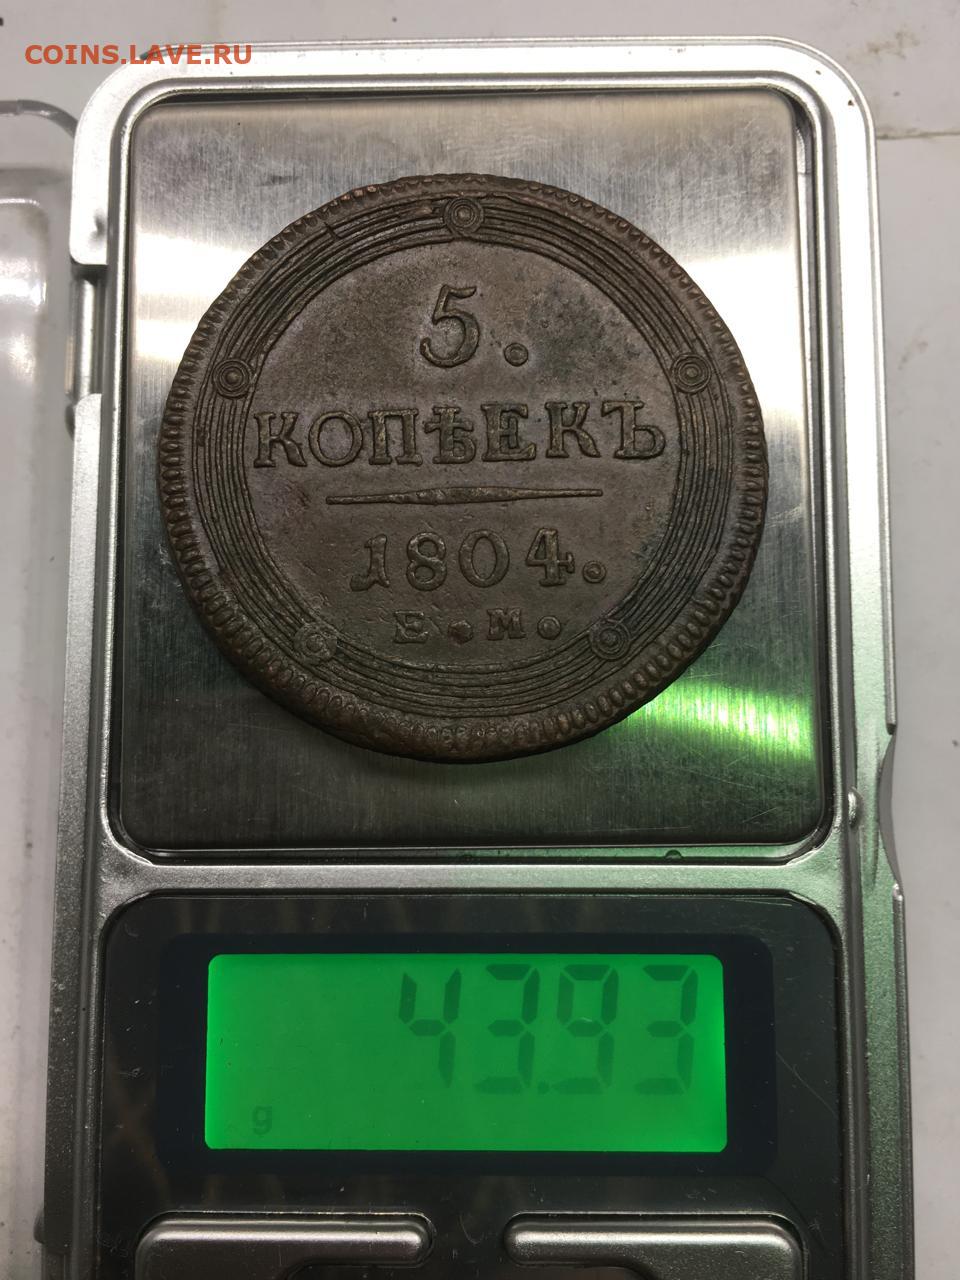 COINS.LAVE.RU
5.
КОПѢЕКЪ
1804.
Е.М.
43.93
g